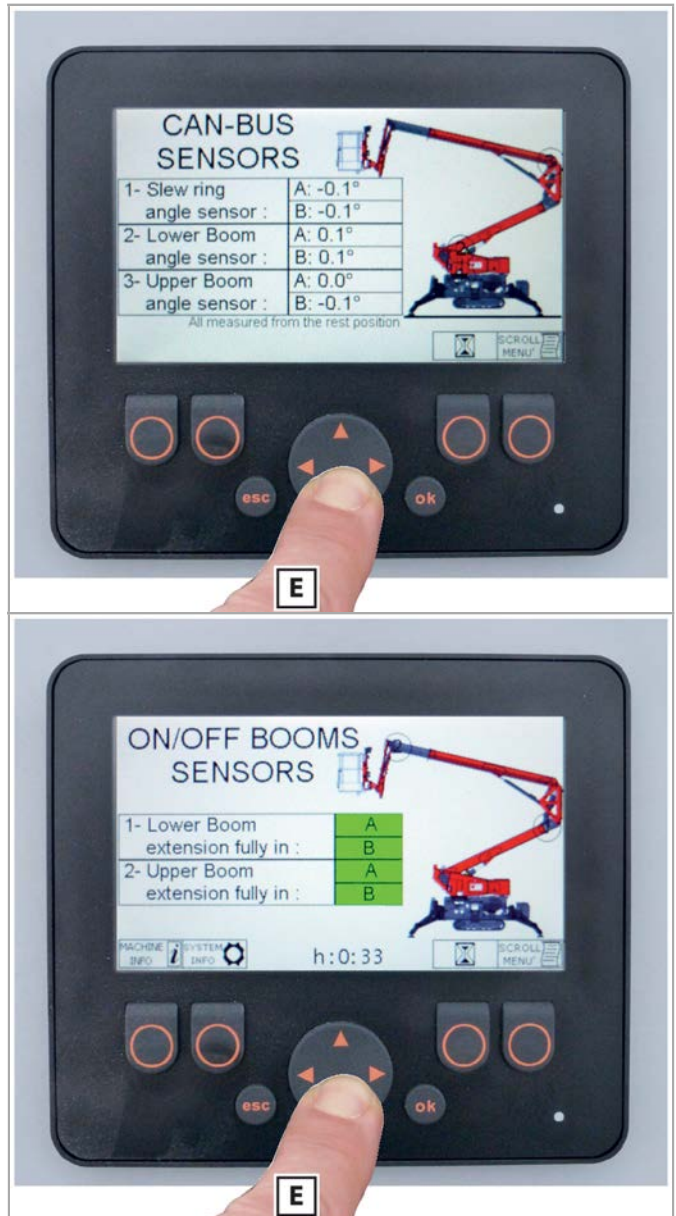 CAN-BUS
SENSORS
1- Slew ring
angle sensor :
A: -0.1°
B: -0.1°
2- Lower Boom
angle sensor :
A: 0.1°
B: 0.1°
3- Upper Boom
angle sensor :
A: 0.0°
B: -0.1°
All measured from the rest position
SCROLL
MENU'
esc
ok
E
ON/OFF BOOMS
SENSORS
1- Lower Boom
extension fully in :
A
B
2- Upper Boom
extension fully in :
A
B
MACHINE
INFO
i
SYSTEM
INFO
h:0:33
SCROLL
MENU'
esc
ok
E